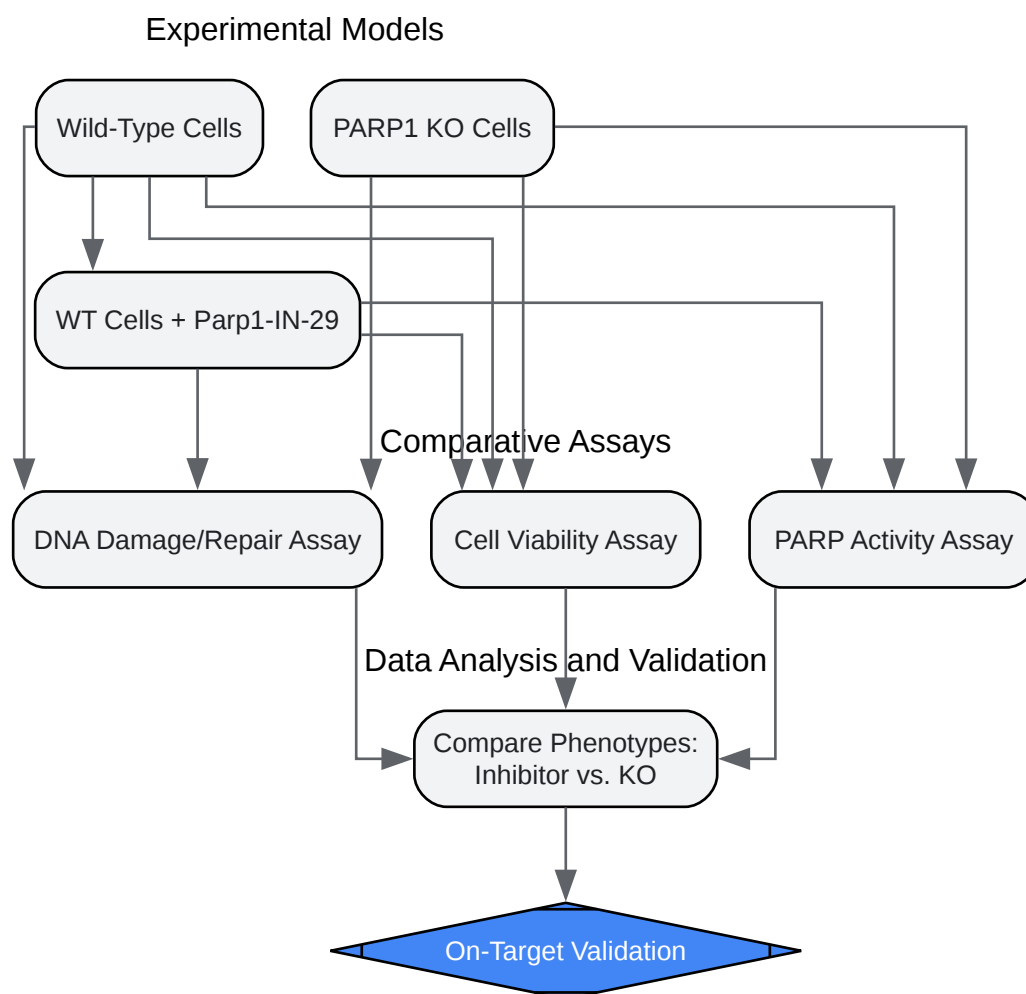 Experimental Models
Wild-Type Cells
PARP1 KO Cells
WT Cells + Parp1-IN-29
Comparative Assays
DNA Damage/Repair Assay
Cell Viability Assay
PARP Activity Assay
Data Analysis and Validation
Compare Phenotypes:
Inhibitor vs. KO
On-Target Validation